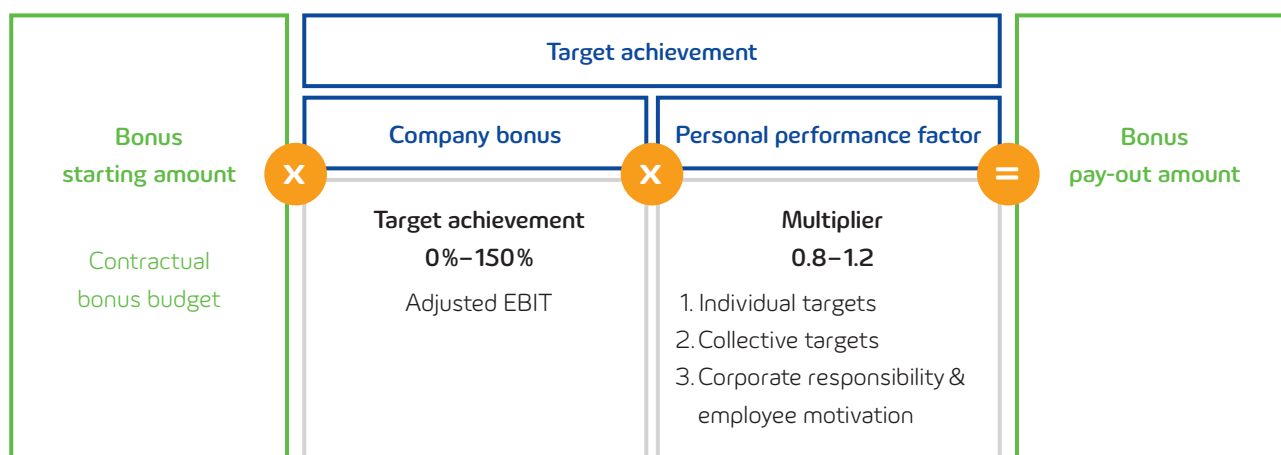 Bonus
starting amount
Contractual
bonus budget
x
Target achievement
Company bonus
Target achievement
0%–150%
Adjusted EBIT
x
Personal performance factor
Multiplier
0.8–1.2
1. Individual targets
2. Collective targets
3. Corporate responsibility &
employee motivation
=
Bonus
pay-out amount